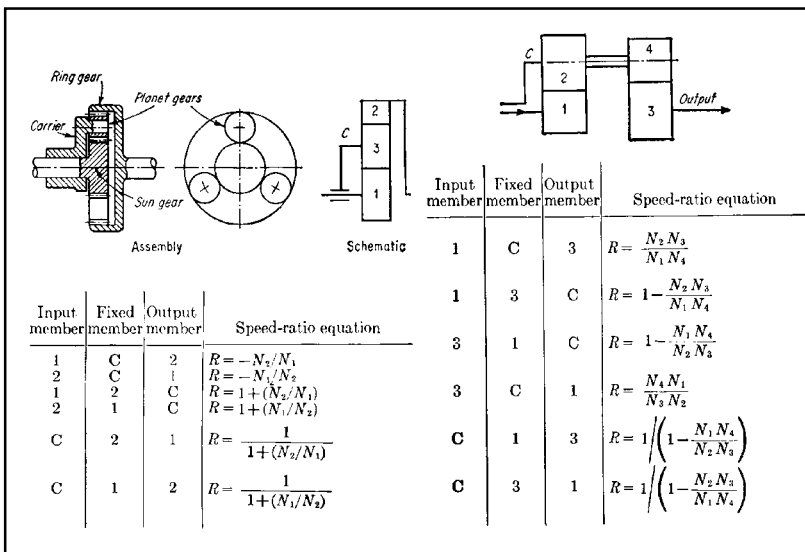 Ring gear
Planet gears
Carrier
Sun gear
Assembly
C
2
3
1
Schematic
Input member | Fixed member | Output member | Speed-ratio equation
1 | C | 2 | R = −N₂/N₁
2 | C | 1 | R = −N₁/N₂
1 | 2 | C | R = 1+(N₂/N₁)
2 | 1 | C | R = 1+(N₁/N₂)
C | 2 | 1 | R = 1/(1+(N₂/N₁))
C | 1 | 2 | R = 1/(1+(N₁/N₂))
C
2
1
4
3
Output
Input member | Fixed member | Output member | Speed-ratio equation
1 | C | 3 | R = N₂N₃/N₁N₄
1 | 3 | C | R = 1−N₂N₃/N₁N₄
3 | 1 | C | R = 1−N₁N₄/N₂N₃
3 | C | 1 | R = N₄N₁/N₃N₂
C | 1 | 3 | R = 1/(1−N₁N₄/N₂N₃)
C | 3 | 1 | R = 1/(1−N₂N₃/N₁N₄)